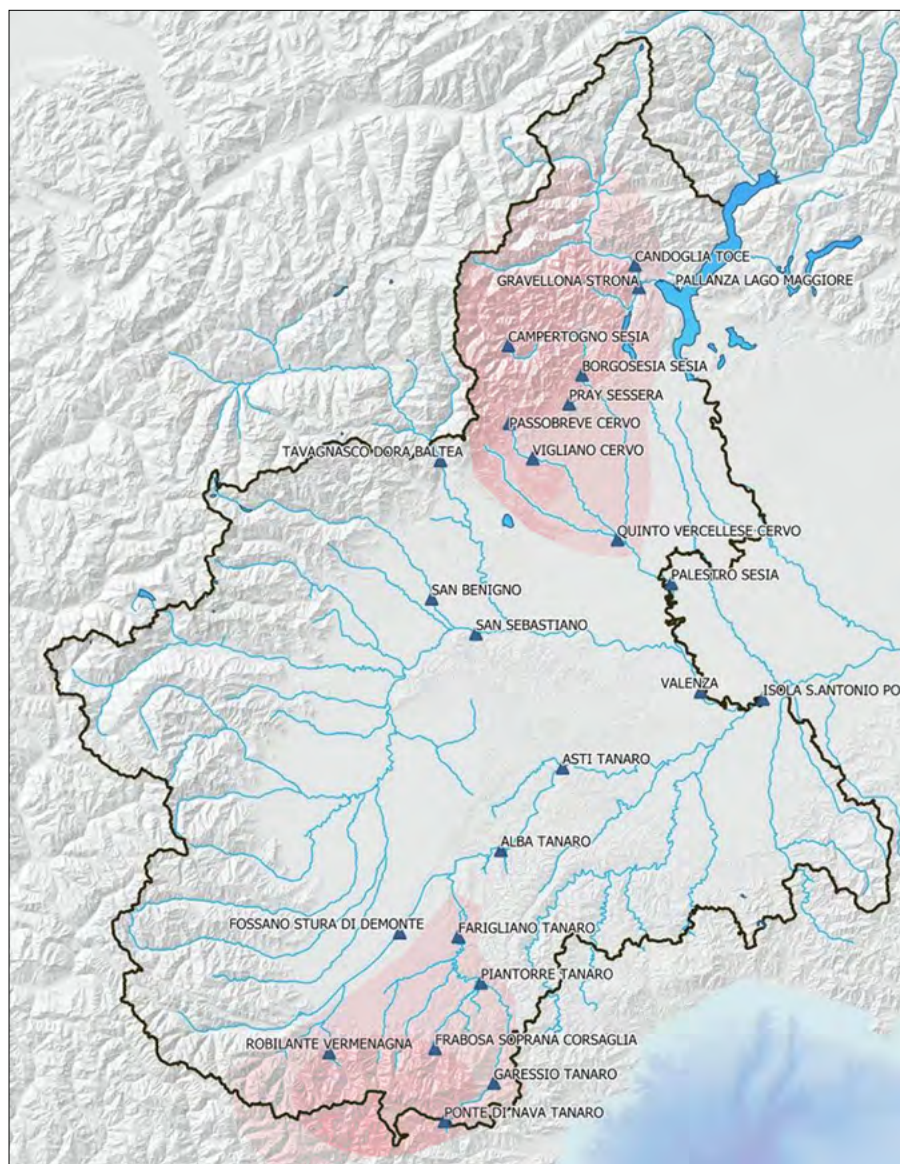 CANDOGLIA TOCE
GRAVELLONA STRONA
PALLANZA LAGO MAGGIORE
CAMPERTOGNO SESIA
BORGOSESIA SESIA
PRAY SESSERA
PASSOBREVE CERVO
TAVAGNASCO DORA BALTEA
VIGLIANO CERVO
QUINTO VERCELLESE CERVO
PALESTRO SESIA
SAN BENIGNO
SAN SEBASTIANO
VALENZA
ISOLA S.ANTONIO PO
ASTI TANARO
ALBA TANARO
FOSSANO STURA DI DEMONTE
FARIGLIANO TANARO
PIANTORRE TANARO
ROBILANTE VERMENAGNA
FRABOSA SOPRANA CORSAGLIA
GARESSIO TANARO
PONTE DI NAVA TANARO